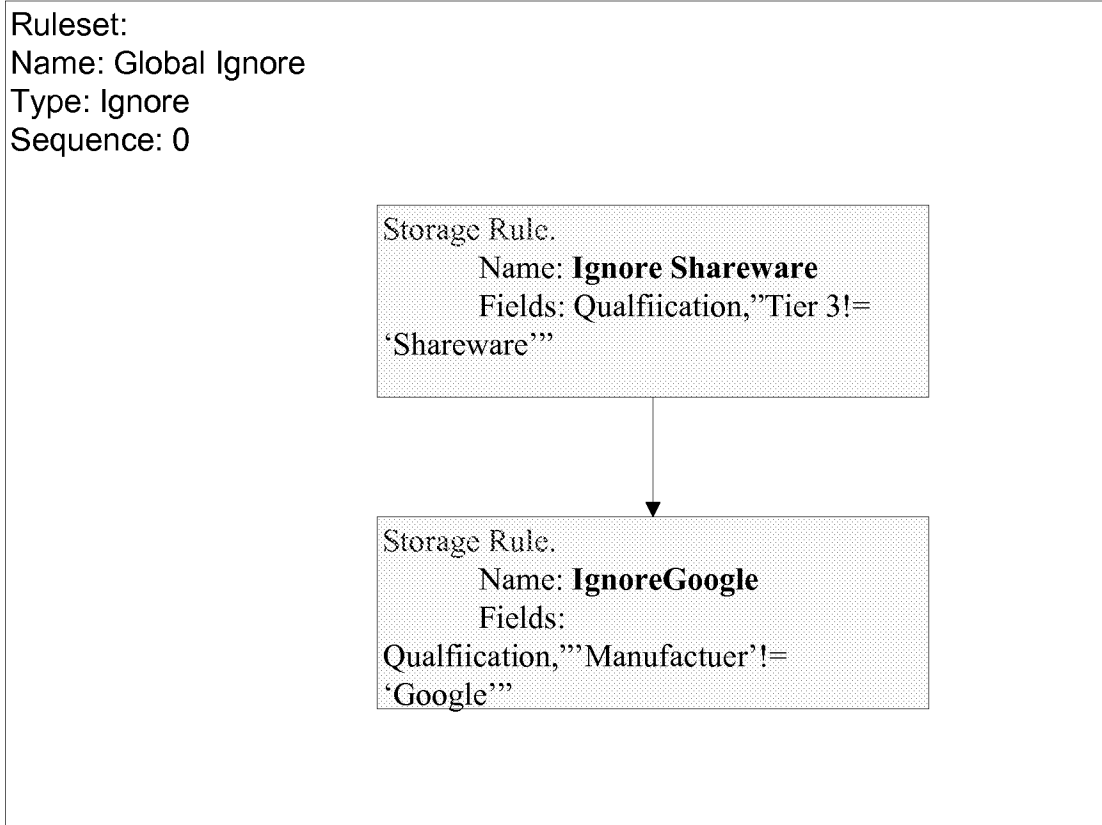 Ruleset:
Name: Global Ignore
Type: Ignore
Sequence: 0
Storage Rule.
Name: Ignore Shareware
Fields: Qualfiication,”Tier 3!=
‘Shareware’”
Storage Rule.
Name: IgnoreGoogle
Fields:
Qualfiication,”’Manufactuer’!=
‘Google’”